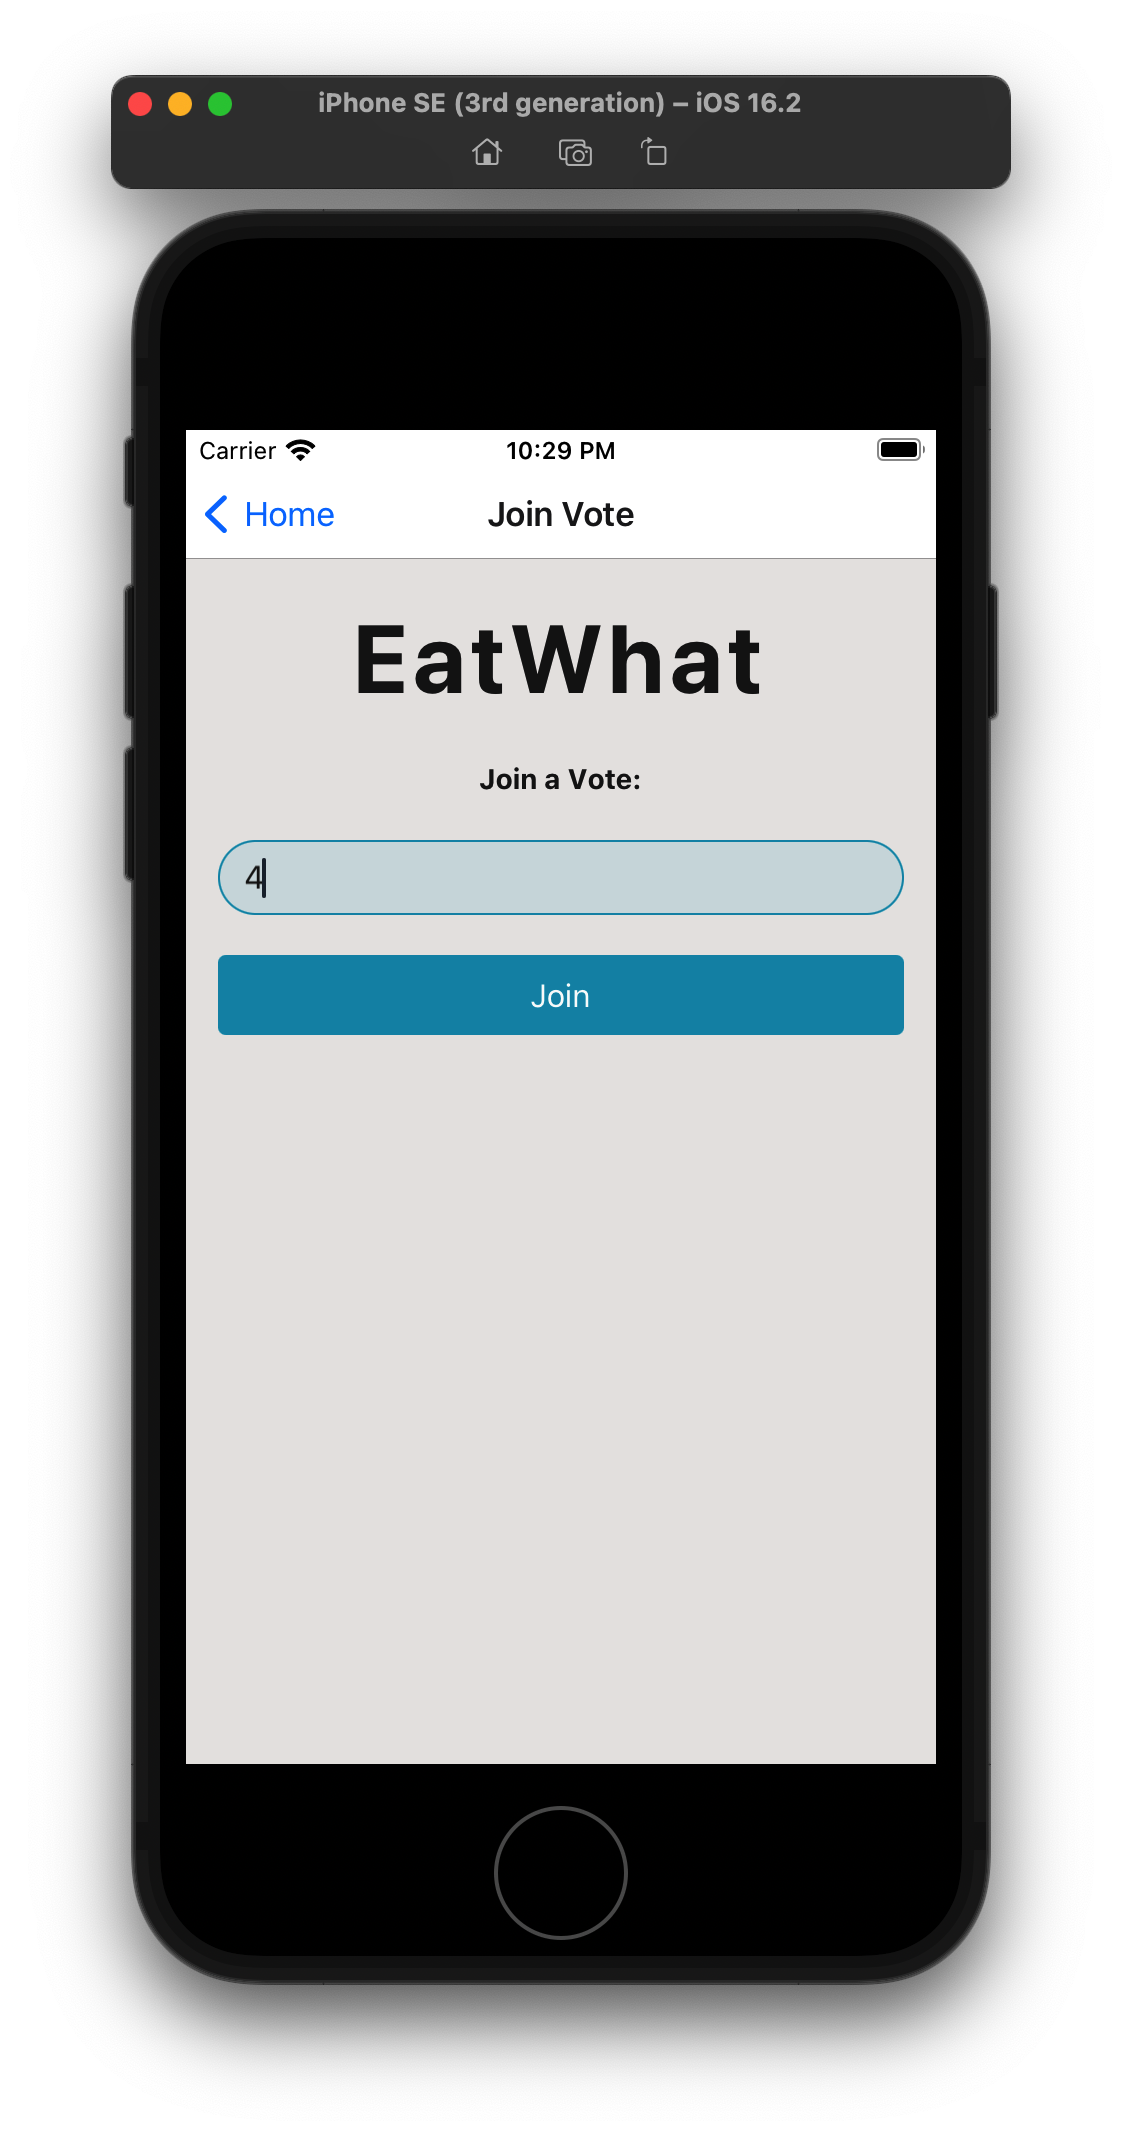 iPhone SE (3rd generation) – iOS 16.2
Carrier 10:29 PM
Home Join Vote
EatWhat
Join a Vote:
4
Join